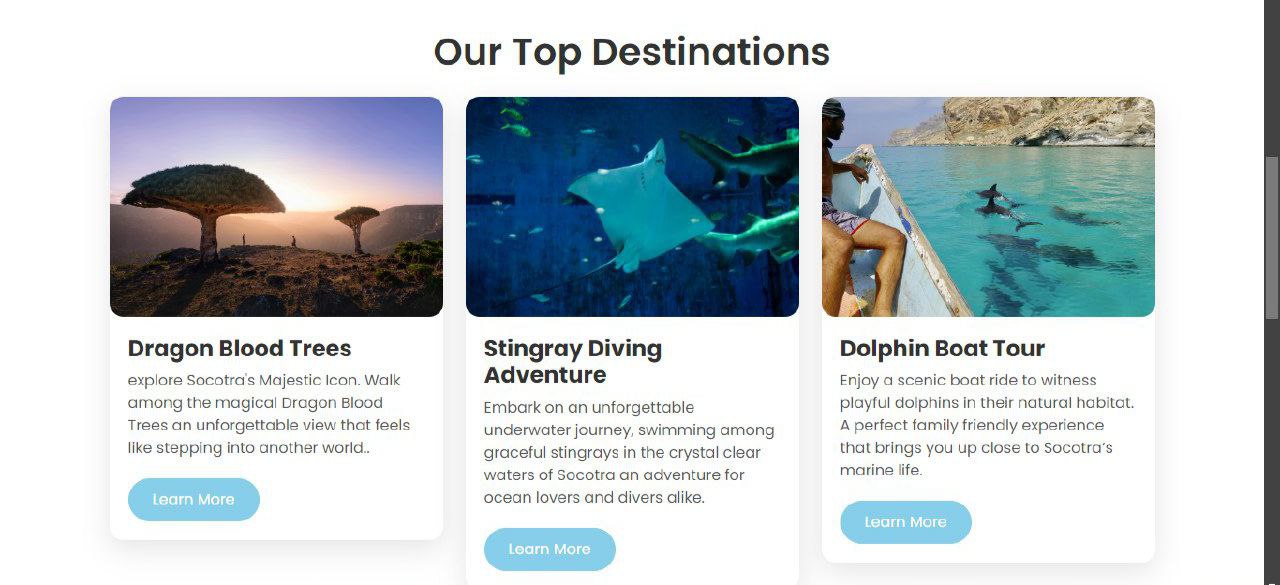 Our Top Destinations
Dragon Blood Trees
explore Socotra's Majestic Icon. Walk
among the magical Dragon Blood
Trees an unforgettable view that feels
like stepping into another world..
Learn More
Stingray Diving
Adventure
Embark on an unforgettable
underwater journey, swimming among
graceful stingrays in the crystal clear
waters of Socotra an adventure for
ocean lovers and divers alike.
Learn More
Dolphin Boat Tour
Enjoy a scenic boat ride to witness
playful dolphins in their natural habitat.
A perfect family friendly experience
that brings you up close to Socotra’s
marine life.
Learn More